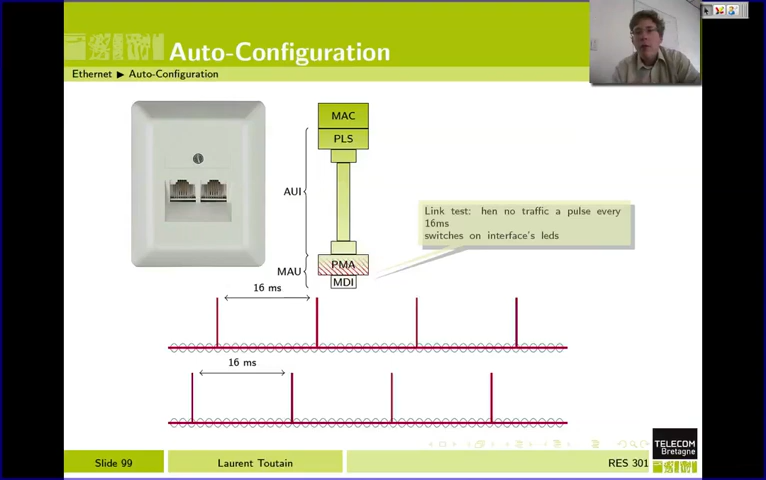 Auto-Configuration
Ethernet ▶ Auto-Configuration
MAC
PLS
AUI
Link test: hen no traffic a pulse every
16ms
switches on interface's leds
PMA
MAU
MDI
16 ms
16 ms
TELECOM
Bretagne
Slide 99
Laurent Toutain
RES 301